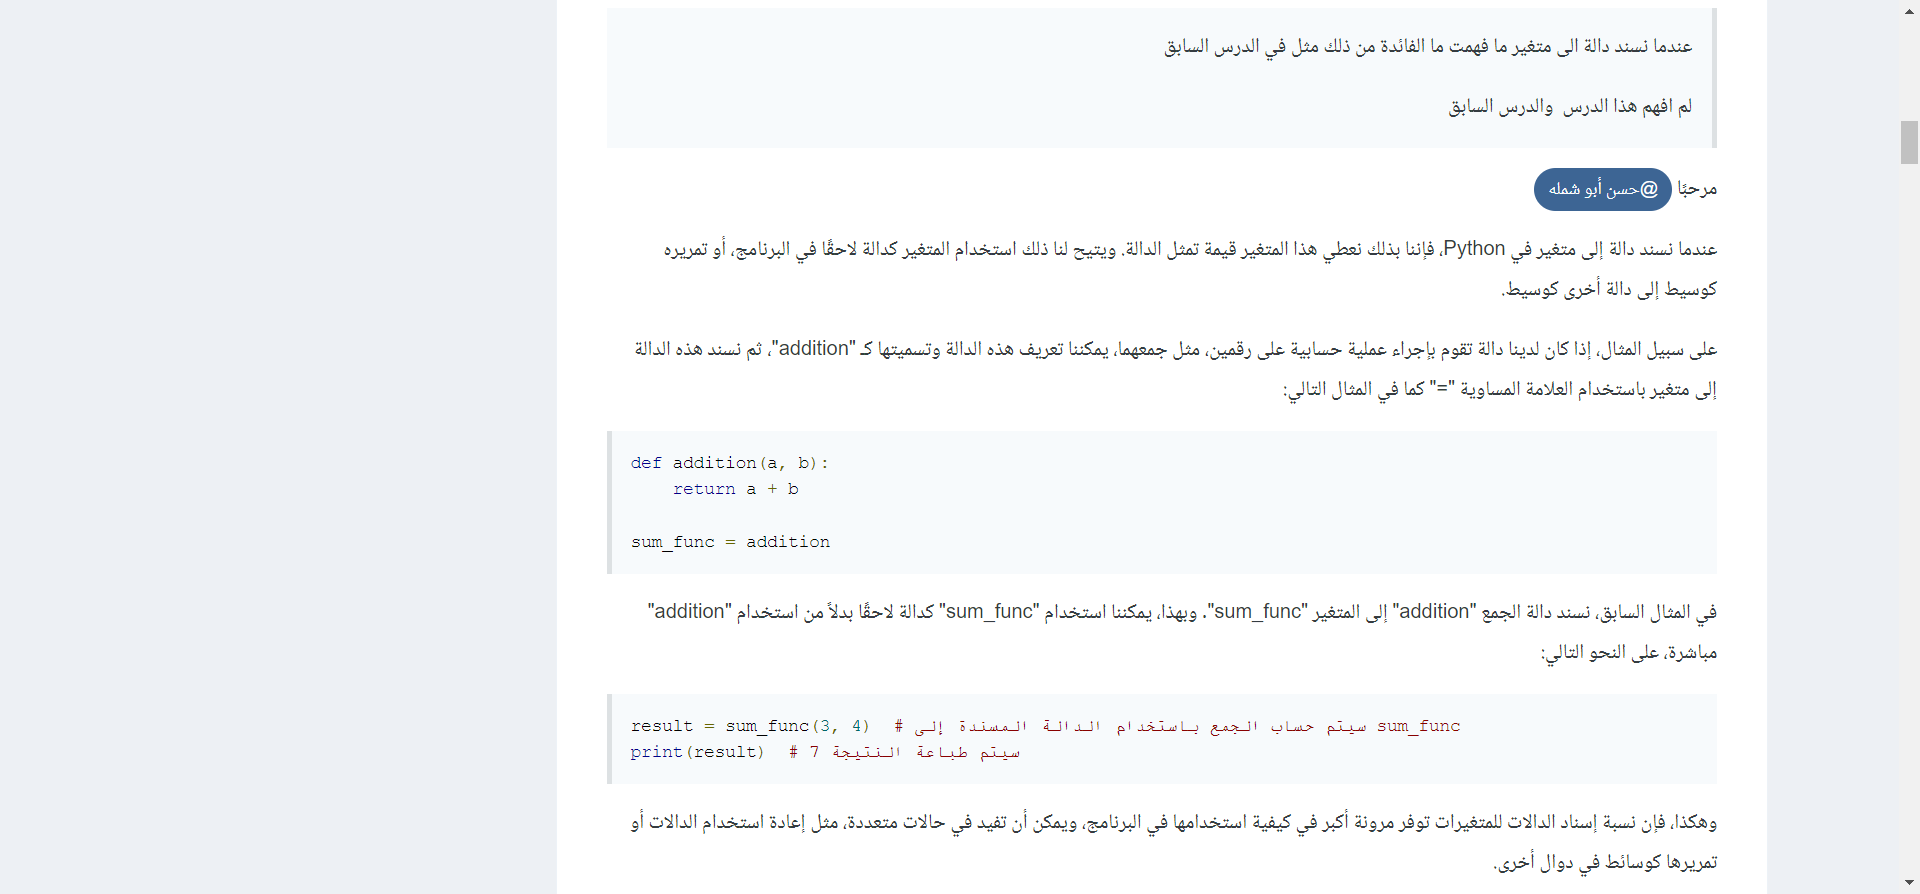 عندما نسند دالة الى متغير ما فهمت ما الفائدة من ذلك مثل في الدرس السابق
لم افهم هذا الدرس  والدرس السابق
مرحبًا @حسن أبو شمله
عندما نسند دالة إلى متغير في Python، فإننا بذلك نعطي هذا المتغير قيمة تمثل الدالة. ويتيح لنا ذلك استخدام المتغير كدالة لاحقًا في البرنامج، أو تمريره
كوسيط إلى دالة أخرى كوسيط.
على سبيل المثال، إذا كان لدينا دالة تقوم بإجراء عملية حسابية على رقمين، مثل جمعهما، يمكننا تعريف هذه الدالة وتسميتها كـ "addition"، ثم نسند هذه الدالة
إلى متغير باستخدام العلامة المساوية "=" كما في المثال التالي:
def addition(a, b):
    return a + b
sum_func = addition
في المثال السابق، نسند دالة الجمع "addition" إلى المتغير "sum_func". وبهذا، يمكننا استخدام "sum_func" كدالة لاحقًا بدلاً من استخدام "addition"
مباشرة، على النحو التالي:
result = sum_func(3, 4)  # سيتم حساب الجمع باستخدام الدالة المسندة إلى sum_func
print(result)  # سيتم طباعة النتيجة 7
وهكذا، فإن نسبة إسناد الدالات للمتغيرات توفر مرونة أكبر في كيفية استخدامها في البرنامج، ويمكن أن تفيد في حالات متعددة، مثل إعادة استخدام الدالات أو
تمريرها كوسائط في دوال أخرى.